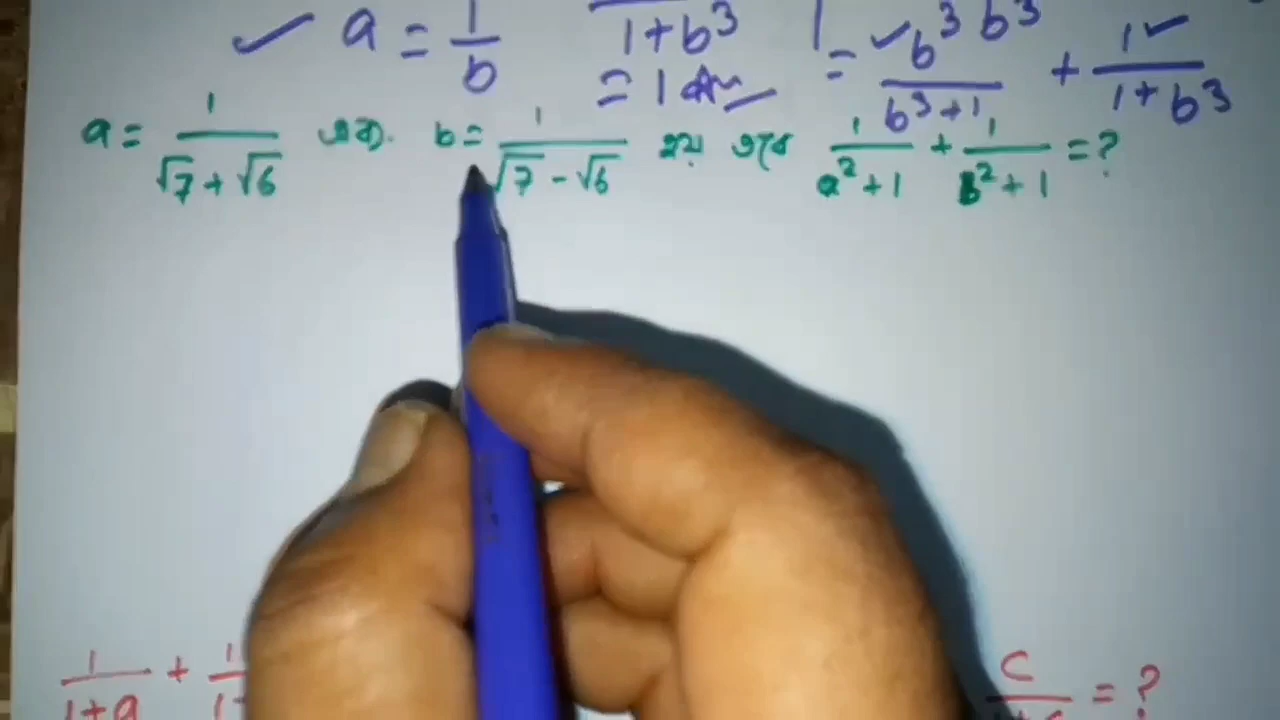 ✓ a = 1/b 1+b³ = b³ b³/b³+1 + 1/1+b³
= 1 Ans
a = 1/√7+√6 এবং b = 1/√7-√6 হয় তবে 1/a²+1 + 1/b²+1 = ?
1/1+a + 1 C = ?